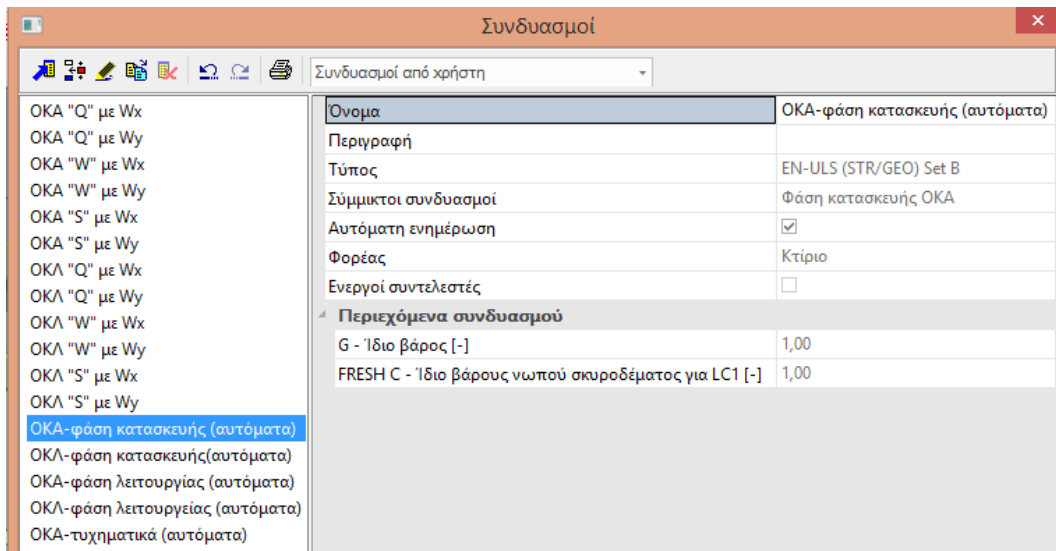 Συνδυασμοί
Συνδυασμοί από χρήστη
ΟΚΑ "Q" με Wx
ΟΚΑ "Q" με Wy
ΟΚΑ "W" με Wx
ΟΚΑ "W" με Wy
ΟΚΑ "S" με Wx
ΟΚΑ "S" με Wy
ΟΚΛ "Q" με Wx
ΟΚΛ "Q" με Wy
ΟΚΛ "W" με Wx
ΟΚΛ "W" με Wy
ΟΚΛ "S" με Wx
ΟΚΛ "S" με Wy
ΟΚΑ-φάση κατασκευής (αυτόματα)
ΟΚΛ-φάση κατασκευής(αυτόματα)
ΟΚΑ-φάση λειτουργίας (αυτόματα)
ΟΚΛ-φάση λειτουργείας (αυτόματα)
ΟΚΑ-τυχηματικά (αυτόματα)
Όνομα ΟΚΑ-φάση κατασκευής (αυτόματα)
Περιγραφή
Τύπος EN-ULS (STR/GEO) Set B
Σύμμικτοι συνδυασμοί Φάση κατασκευής ΟΚΑ
Αυτόματη ενημέρωση
Φορέας Κτίριο
Ενεργοί συντελεστές
Περιεχόμενα συνδυασμού
G - Ίδιο βάρος [-] 1,00
FRESH C - Ίδιο βάρους νωπού σκυροδέματος για LC1 [-] 1,00